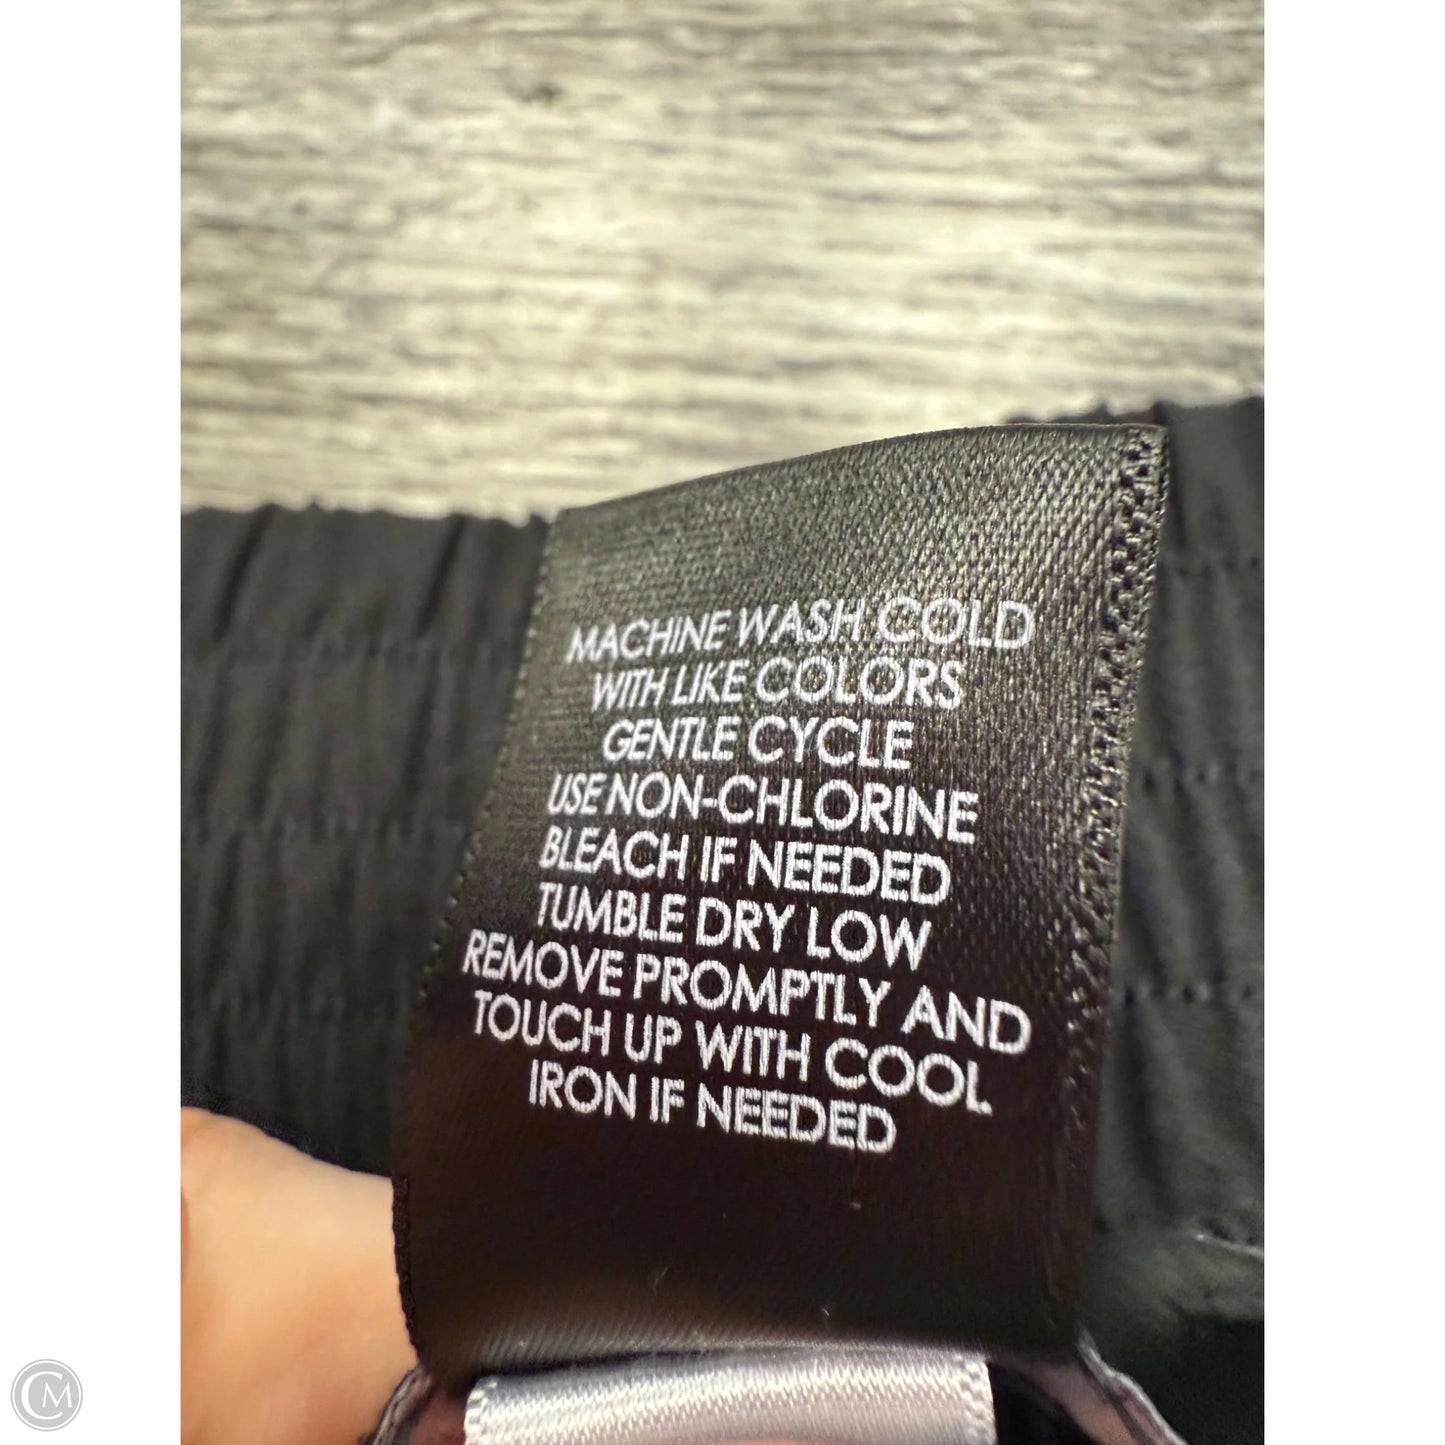 MACHINE WASH COLD
WITH LIKE COLORS
GENTLE CYCLE
USE NON-CHLORINE
BLEACH IF NEEDED
TUMBLE DRY LOW
REMOVE PROMPTLY AND
TOUCH UP WITH COOL
IRON IF NEEDED
CM